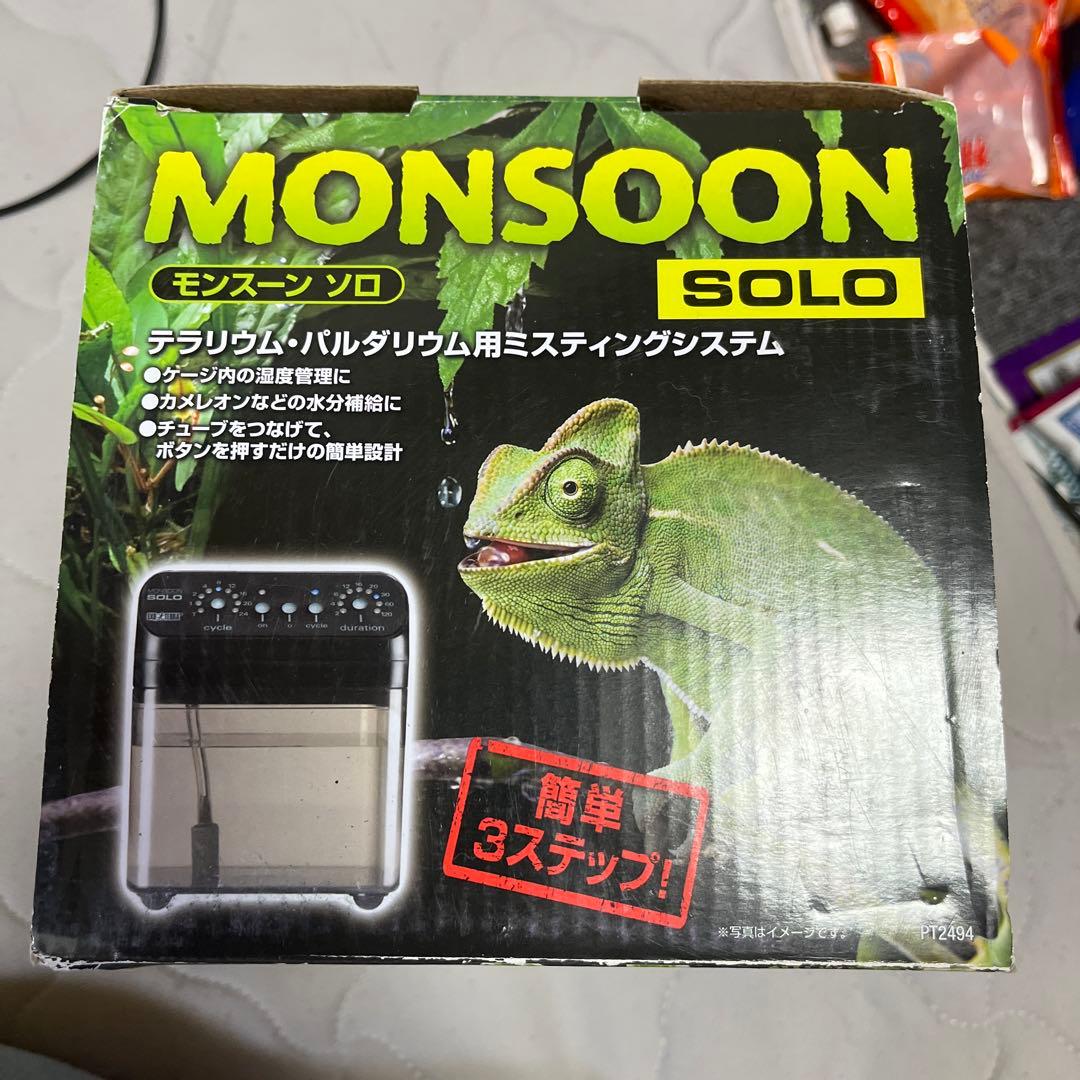 MONSOON
モンスーン ソロ
SOLO
テラリウム・パルダリウム用ミスティングシステム
●ケージ内の湿度管理に
●カメレオンなどの水分補給に
●チューブをつなげて、
ボタンを押すだけの簡単設計
MONSOON
SOLO
cycle
on
cycle
duration
簡単
3ステップ!
※写真はイメージです。
PT2494